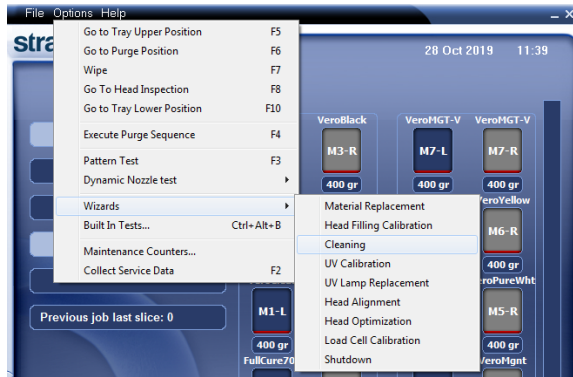 File Options Help
stra
28 Oct 2019 11:39
Go to Tray Upper Position F5
Go to Purge Position F6
Wipe F7
Go To Head Inspection F8
Go to Tray Lower Position F10
Execute Purge Sequence F4
Pattern Test F3
Dynamic Nozzle test
Wizards
Built In Tests... Ctrl+Alt+B
Maintenance Counters...
Collect Service Data F2
Material Replacement
Head Filling Calibration
Cleaning
UV Calibration
UV Lamp Replacement
Head Alignment
Head Optimization
Load Cell Calibration
Shutdown
VeroBlack VeroMGT-V VeroMGT-V
M3-R M7-L M7-R
400 gr 400 gr 400 gr
VeroYellow
M6-R
400 gr
eroPureWht
Previous job last slice: 0
M1-L M5-R
400 gr 400 gr
FullCure70 VeroMgnt